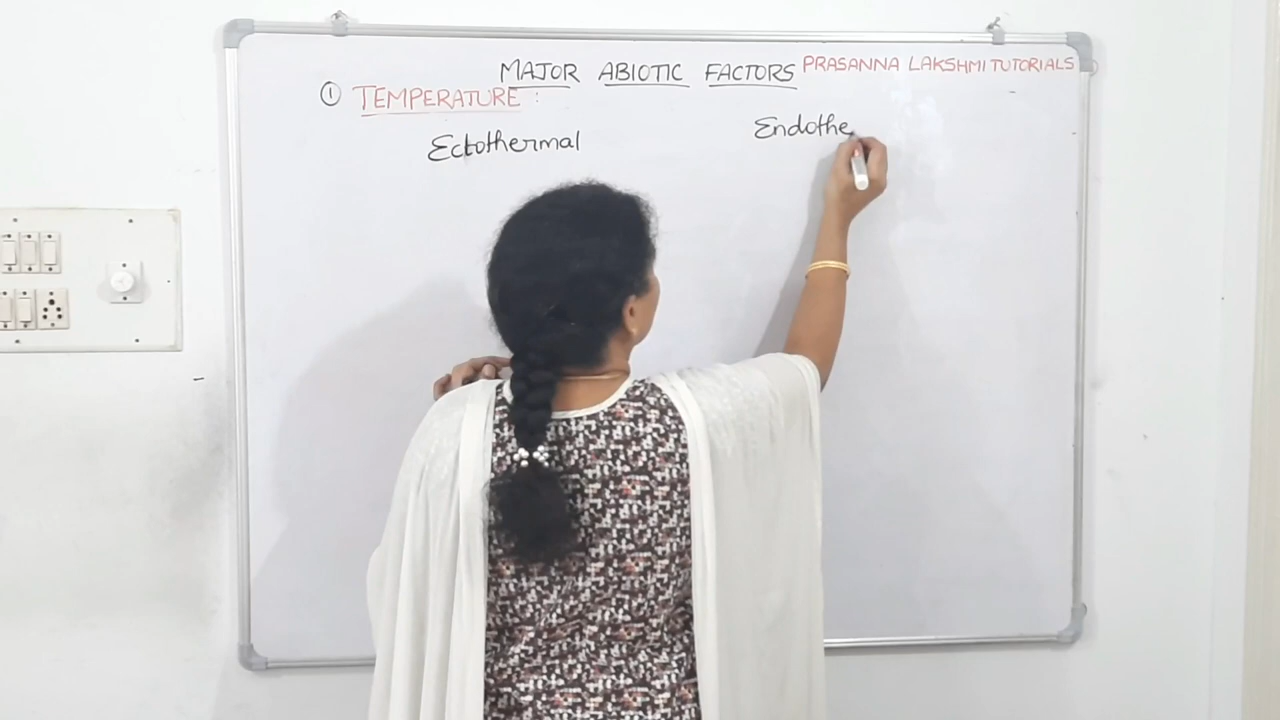 MAJOR ABIOTIC FACTORS PRASANNA LAKSHMI TUTORIALS
① TEMPERATURE :
Ectothermal Endothe